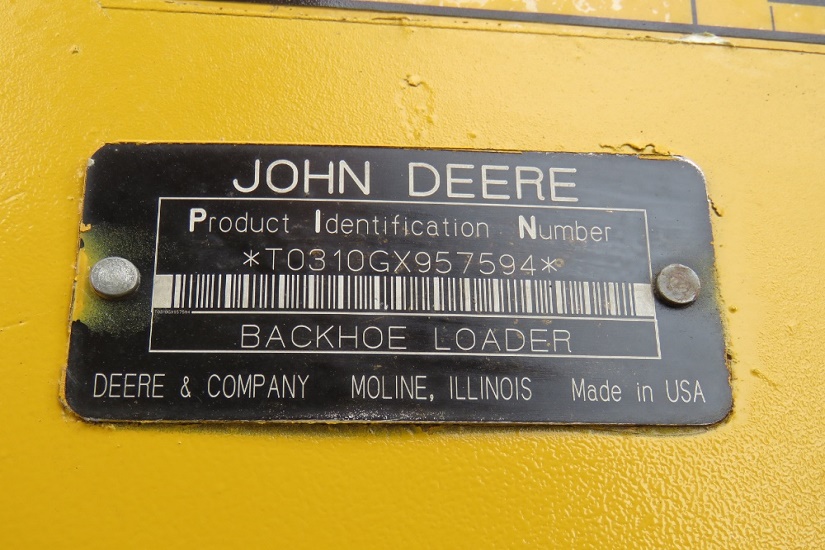 JOHN DEERE
Product Identification Number
*T0310GX957594*
BACKHOE LOADER
DEERE & COMPANY MOLINE, ILLINOIS Made in USA